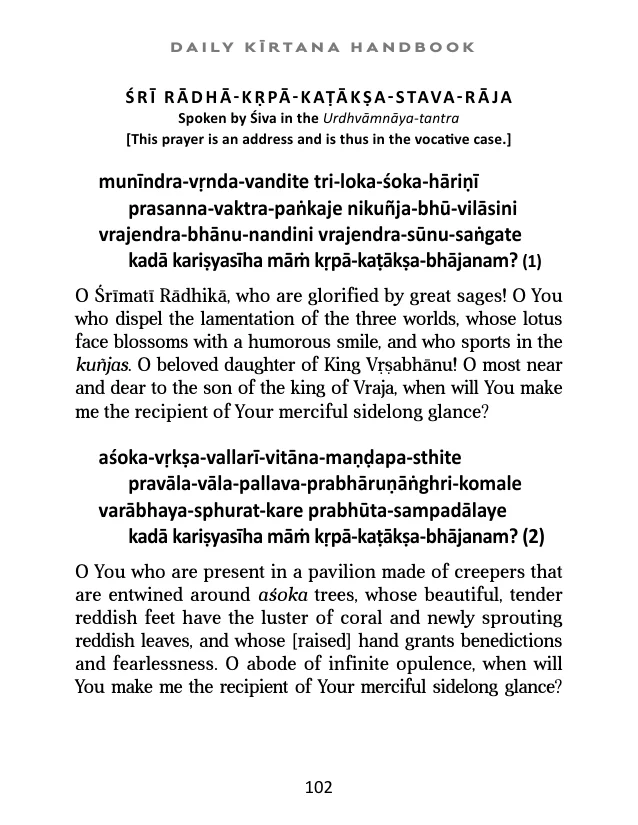 DAILY KĪRTANA HANDBOOK
ŚRĪ RĀDHĀ-KṚPĀ-KAṬĀKṢA-STAVA-RĀJA
Spoken by Śiva in the Urdhvāmnāya-tantra
[This prayer is an address and is thus in the vocative case.]
munīndra-vṛnda-vandite tri-loka-śoka-hāriṇī
prasanna-vaktra-paṅkaje nikuñja-bhū-vilāsini
vrajendra-bhānu-nandini vrajendra-sūnu-saṅgate
kadā kariṣyasīha māṁ kṛpā-kaṭākṣa-bhājanam? (1)
O Śrīmatī Rādhikā, who are glorified by great sages! O You
who dispel the lamentation of the three worlds, whose lotus
face blossoms with a humorous smile, and who sports in the
kuñjas. O beloved daughter of King Vṛṣabhānu! O most near
and dear to the son of the king of Vraja, when will You make
me the recipient of Your merciful sidelong glance?
aśoka-vṛkṣa-vallarī-vitāna-maṇḍapa-sthite
pravāla-vāla-pallava-prabhāruṇāṅghri-komale
varābhaya-sphurat-kare prabhūta-sampadālaye
kadā kariṣyasīha māṁ kṛpā-kaṭākṣa-bhājanam? (2)
O You who are present in a pavilion made of creepers that
are entwined around aśoka trees, whose beautiful, tender
reddish feet have the luster of coral and newly sprouting
reddish leaves, and whose [raised] hand grants benedictions
and fearlessness. O abode of infinite opulence, when will
You make me the recipient of Your merciful sidelong glance?
102